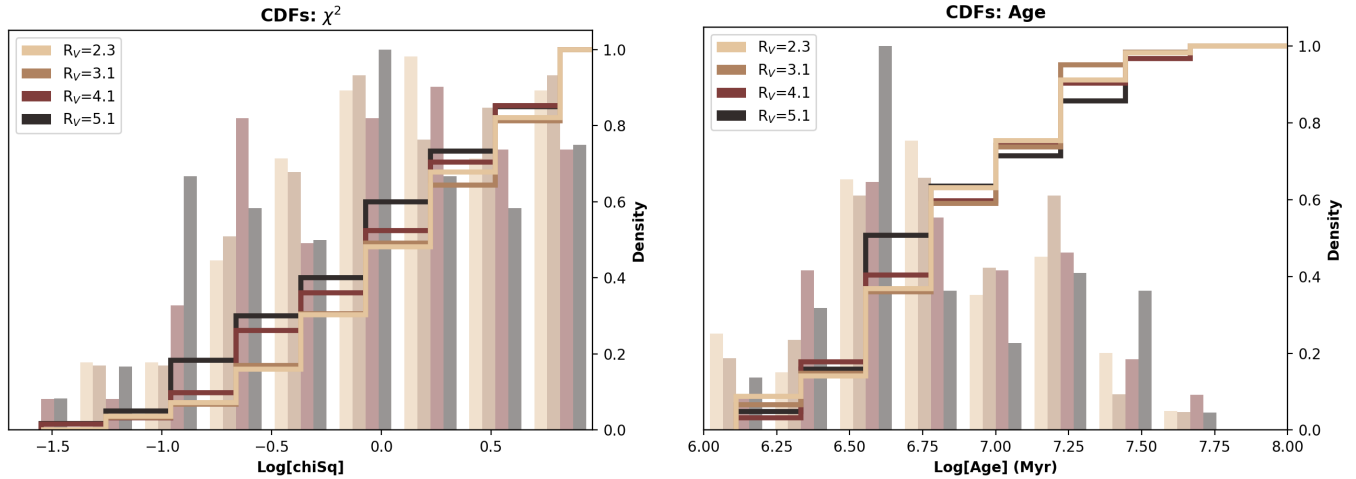 CDFs: χ²
R_V=2.3
R_V=3.1
R_V=4.1
R_V=5.1
1.0
0.8
0.6
0.4
0.2
0.0
Density
−1.5
−1.0
−0.5
0.0
0.5
Log[chiSq]
CDFs: Age
R_V=2.3
R_V=3.1
R_V=4.1
R_V=5.1
1.0
0.8
0.6
0.4
0.2
0.0
Density
6.00
6.25
6.50
6.75
7.00
7.25
7.50
7.75
8.00
Log[Age] (Myr)